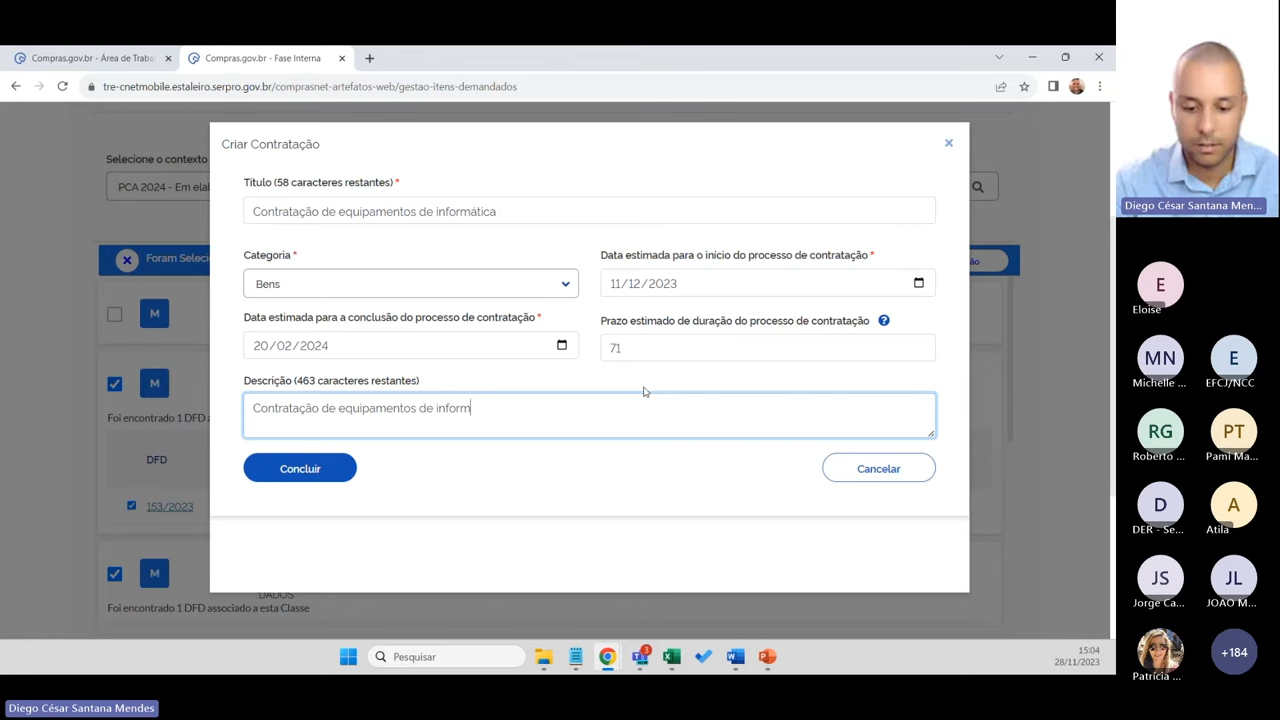 Compras.gov.br - Área de Trabal
Compras.gov.br - Fase Interna
tre-cnetmobile.estaleiro.serpro.gov.br/comprasnet-artefatos-web/gestao-itens-demandados
Criar Contratação
Selecione o contexto
Título (58 caracteres restantes) *
PCA 2024 - Em elab
Contratação de equipamentos de informática
Diego César Santana Men...
Categoria *
Data estimada para o início do processo de contratação *
Foram Seleci
ão
Bens
11/12/2023
E
Eloise
M
Data estimada para a conclusão do processo de contratação *
Prazo estimado de duração do processo de contratação ?
20/02/2024
71
MN
E
Michelle ...
EFCJ/NCC
M
Descrição (463 caracteres restantes)
Foi encontrado 1 DFD a
Contratação de equipamentos de inform
RG
PT
Roberto ...
Pami Ma...
DFD
Concluir
Cancelar
153/2023
D
A
DER - Se...
Atila
M
JS
JL
DADOS
Foi encontrado 1 DFD associado a esta Classe
Jorge Ca...
JOAO M...
Pesquisar
3
15:04
28/11/2023
+184
Patrícia ...
Diego César Santana Mendes